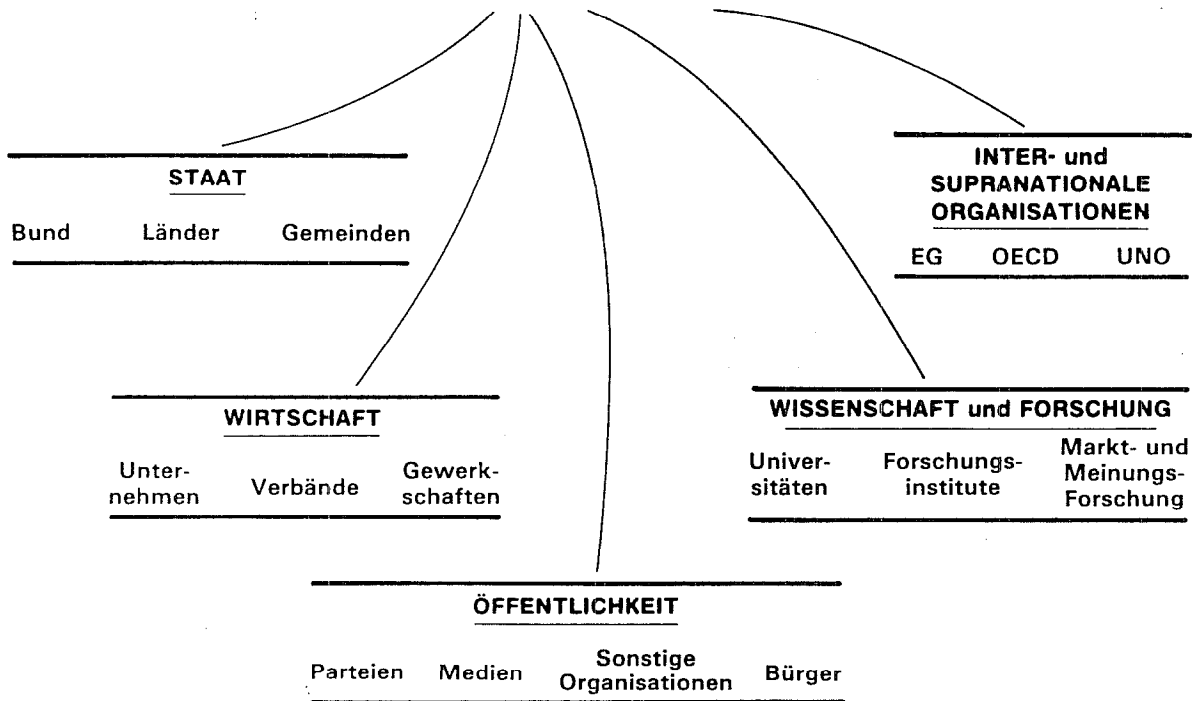 STAAT
Bund Länder Gemeinden
INTER- und
SUPRANATIONALE
ORGANISATIONEN
EG OECD UNO
WIRTSCHAFT
Unter-
nehmen
Verbände
Gewerk-
schaften
WISSENSCHAFT und FORSCHUNG
Univer-
sitäten
Forschungs-
institute
Markt- und
Meinungs-
Forschung
ÖFFENTLICHKEIT
Parteien
Medien
Sonstige
Organisationen
Bürger